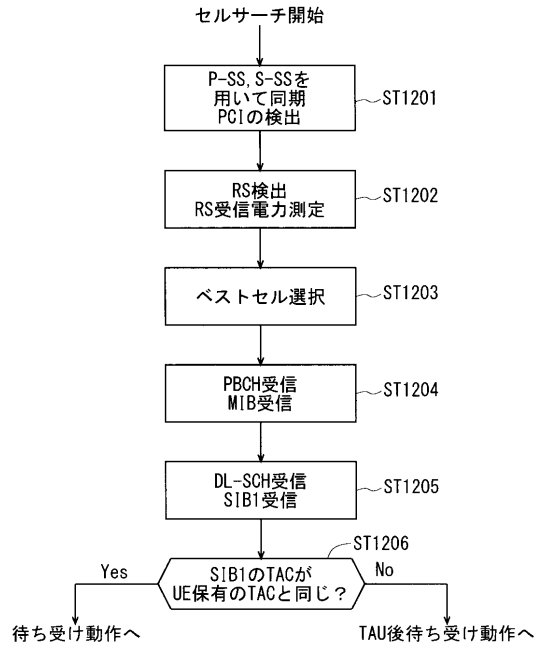 セルサーチ開始
P-SS,S-SSを
用いて同期
PCIの検出
ST1201
RS検出
RS受信電力測定
ST1202
ベストセル選択
ST1203
PBCH受信
MIB受信
ST1204
DL-SCH受信
SIB1受信
ST1205
ST1206
SIB1のTACが
UE保有のTACと同じ？
Yes
No
待ち受け動作へ
TAU後待ち受け動作へ